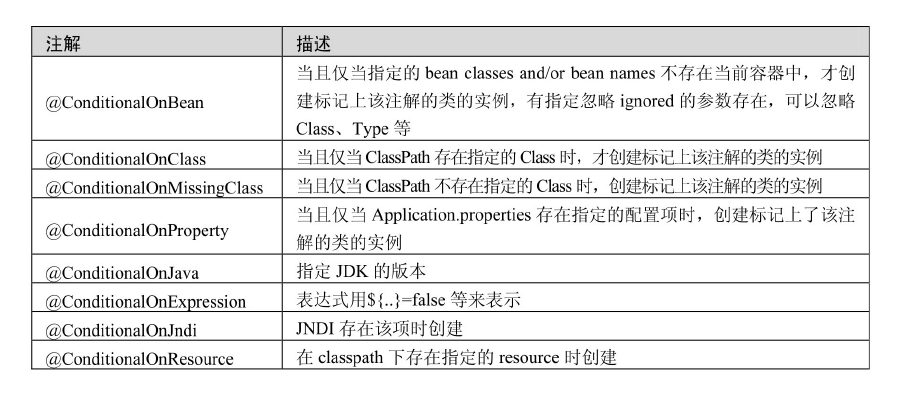 注解 描述
@ConditionalOnBean 当且仅当指定的 bean classes and/or bean names 不存在当前容器中，才创
建标记上该注解的类的实例，有指定忽略 ignored 的参数存在，可以忽略
Class、Type 等
@ConditionalOnClass 当且仅当 ClassPath 存在指定的 Class 时，才创建标记上该注解的类的实例
@ConditionalOnMissingClass 当且仅当 ClassPath 不存在指定的 Class 时，创建标记上该注解的类的实例
@ConditionalOnProperty 当且仅当 Application.properties 存在指定的配置项时，创建标记上了该注
解的类的实例
@ConditionalOnJava 指定 JDK 的版本
@ConditionalOnExpression 表达式用${..}=false 等来表示
@ConditionalOnJndi JNDI 存在该项时创建
@ConditionalOnResource 在 classpath 下存在指定的 resource 时创建